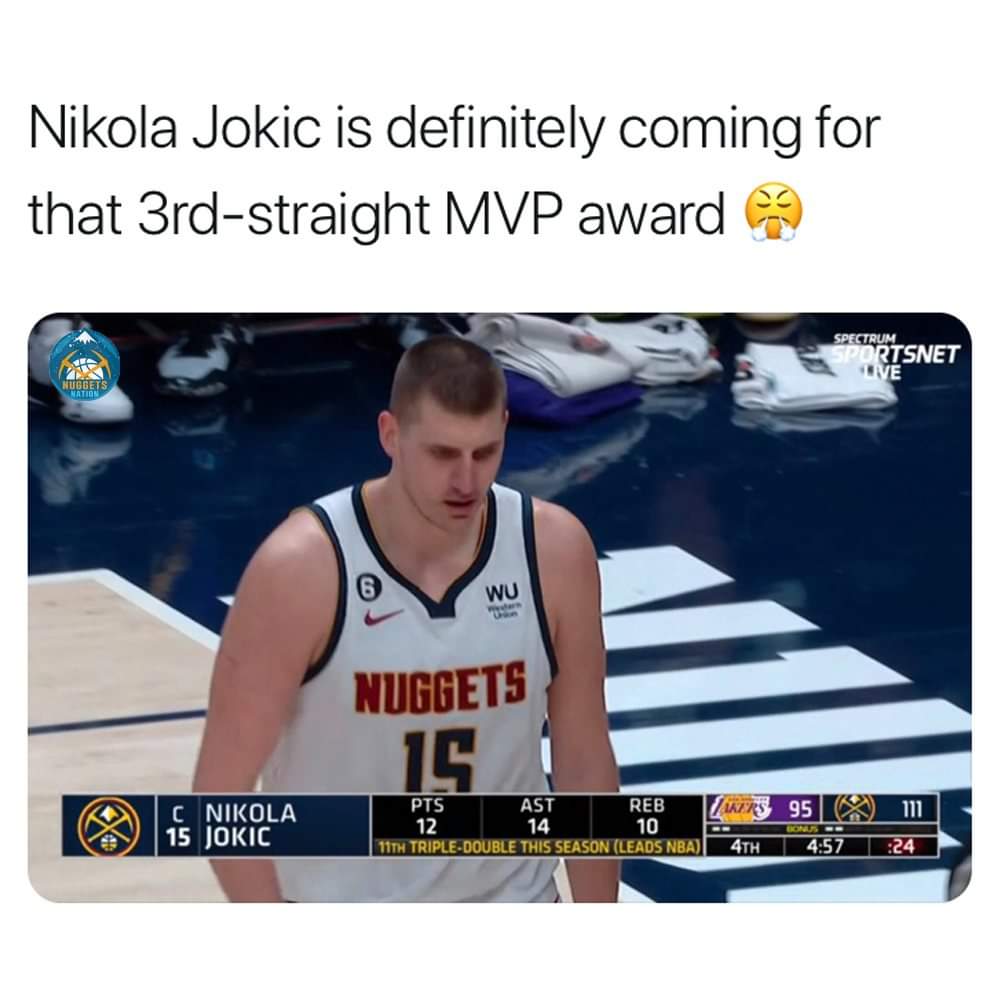 Nikola Jokic is definitely coming for
that 3rd-straight MVP award 😤
NUGGETS
NATION
SPECTRUM
SPORTSNET
LIVE
6
WU
Western
Union
NUGGETS
15
C NIKOLA
15 JOKIC
PTS AST REB
12 14 10
11TH TRIPLE-DOUBLE THIS SEASON (LEADS NBA)
LAKERS 95 111
BONUS
4TH 4:57 :24